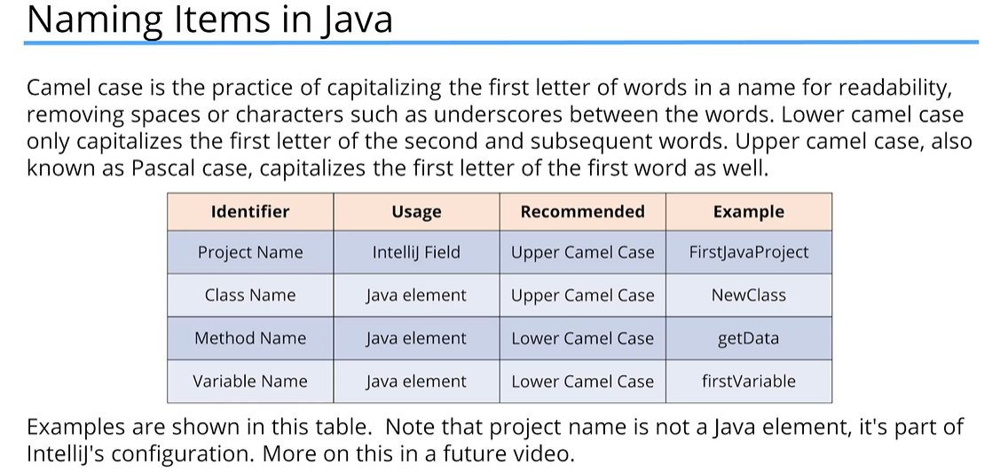 Naming Items in Java
Camel case is the practice of capitalizing the first letter of words in a name for readability,
removing spaces or characters such as underscores between the words. Lower camel case
only capitalizes the first letter of the second and subsequent words. Upper camel case, also
known as Pascal case, capitalizes the first letter of the first word as well.
Identifier Usage Recommended Example
Project Name IntelliJ Field Upper Camel Case FirstJavaProject
Class Name Java element Upper Camel Case NewClass
Method Name Java element Lower Camel Case getData
Variable Name Java element Lower Camel Case firstVariable
Examples are shown in this table.  Note that project name is not a Java element, it's part of
IntelliJ's configuration. More on this in a future video.